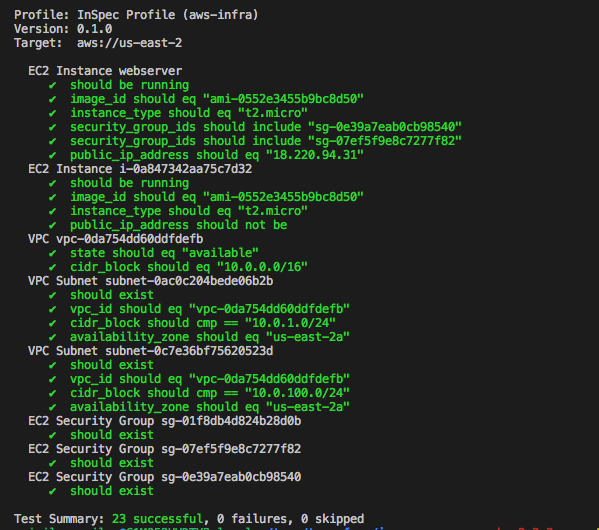 Profile: InSpec Profile (aws-infra)
Version: 0.1.0
Target:  aws://us-east-2
EC2 Instance webserver
✔  should be running
✔  image_id should eq "ami-0552e3455b9bc8d50"
✔  instance_type should eq "t2.micro"
✔  security_group_ids should include "sg-0e39a7eab0cb98540"
✔  security_group_ids should include "sg-07ef5f9e8c7277f82"
✔  public_ip_address should eq "18.220.94.31"
EC2 Instance i-0a847342aa75c7d32
✔  should be running
✔  image_id should eq "ami-0552e3455b9bc8d50"
✔  instance_type should eq "t2.micro"
✔  public_ip_address should not be
VPC vpc-0da754dd60ddfdefb
✔  state should eq "available"
✔  cidr_block should eq "10.0.0.0/16"
VPC Subnet subnet-0ac0c204bede06b2b
✔  should exist
✔  vpc_id should eq "vpc-0da754dd60ddfdefb"
✔  cidr_block should cmp == "10.0.1.0/24"
✔  availability_zone should eq "us-east-2a"
VPC Subnet subnet-0c7e36bf75620523d
✔  should exist
✔  vpc_id should eq "vpc-0da754dd60ddfdefb"
✔  cidr_block should cmp == "10.0.100.0/24"
✔  availability_zone should eq "us-east-2a"
EC2 Security Group sg-01f8db4d824b28d0b
✔  should exist
EC2 Security Group sg-07ef5f9e8c7277f82
✔  should exist
EC2 Security Group sg-0e39a7eab0cb98540
✔  should exist
Test Summary: 23 successful, 0 failures, 0 skipped